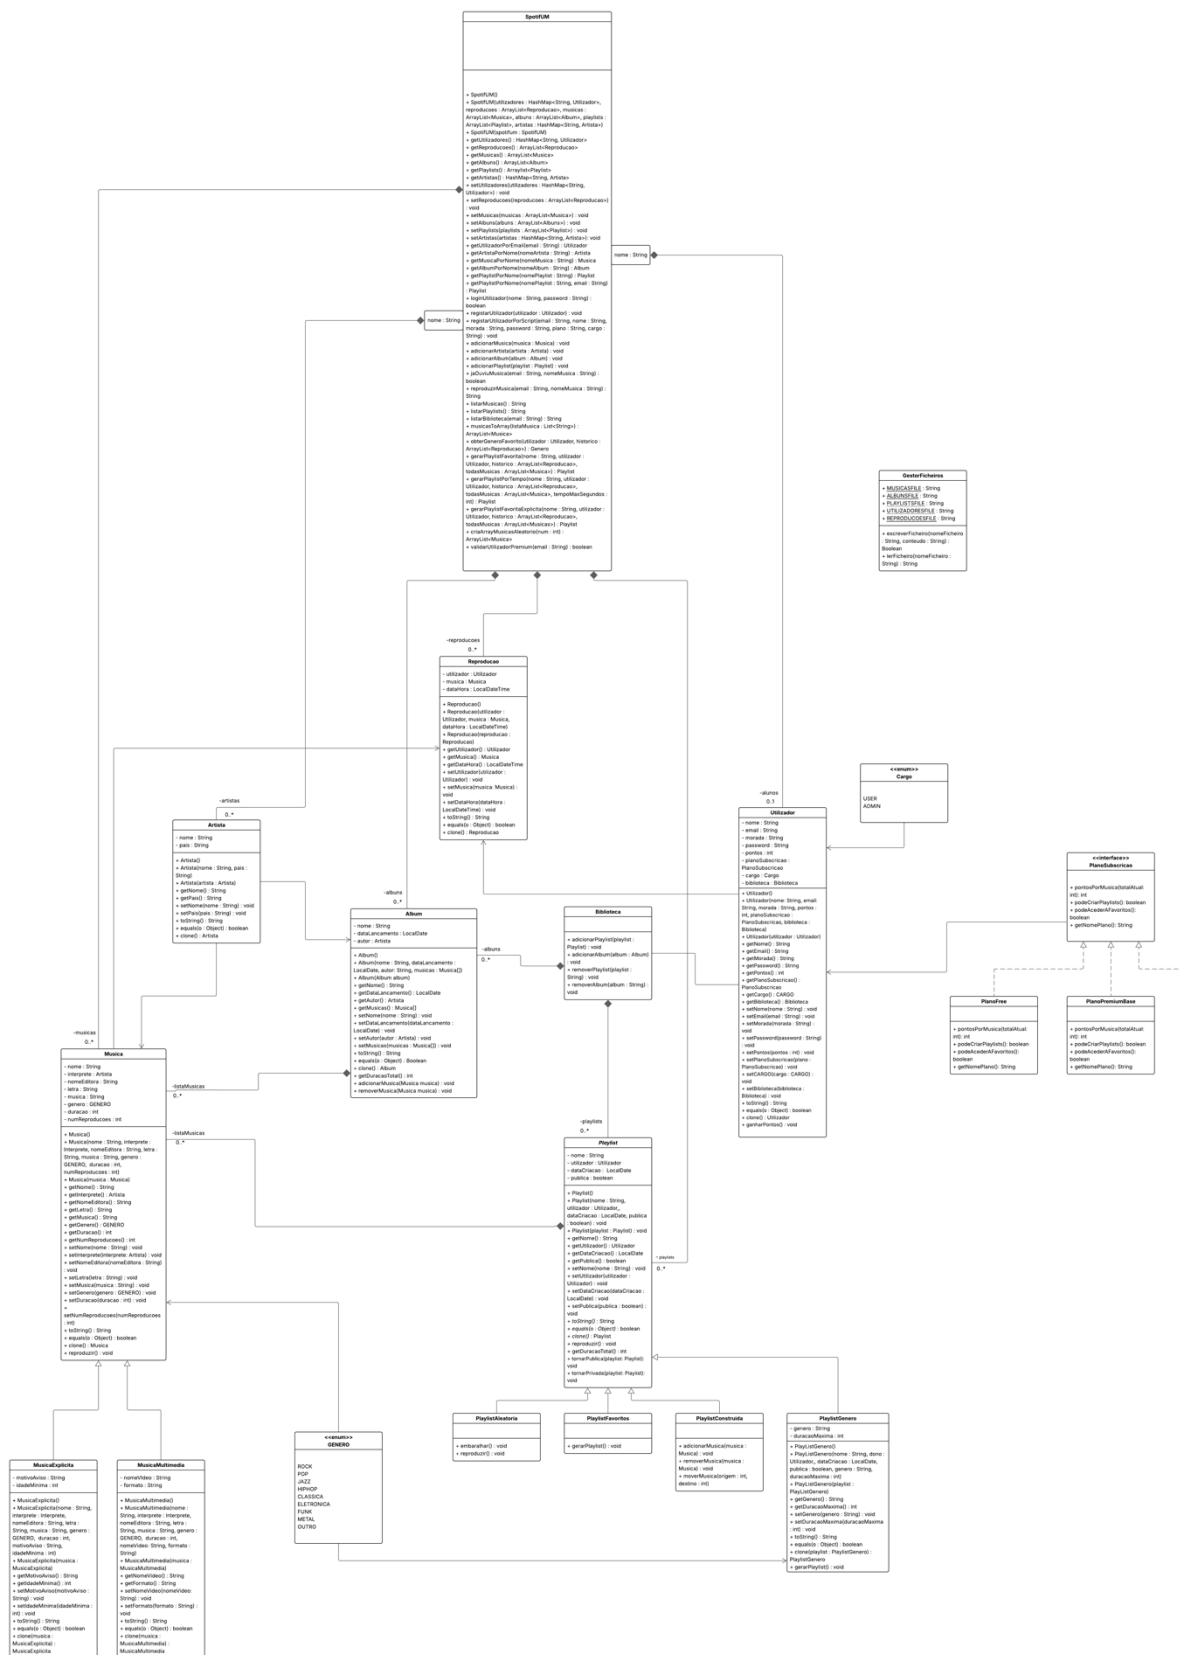 SpotifUM
+ SpotifUM()
+ SpotifUM(utilizadores : HashMap<String, Utilizador>,
reproducoes : ArrayList<Reproducao>, musicas :
ArrayList<Musica>, albuns : ArrayList<Album>, playlists :
ArrayList<Playlist>, artistas : HashMap<String, Artista>)
+ SpotifUM(spotifum : SpotifUM)
+ getUtilizadores() : HashMap<String, Utilizador>
+ getReproducoes() : ArrayList<Reproducao>
+ getMusicas() : ArrayList<Musica>
+ getAlbuns() : ArrayList<Album>
+ getPlaylists() : Arraylist<Playlist>
+ getArtistas() : HashMap<String, Artista>
+ setUtilizadores(utilizadores : HashMap<String,
Utilizador>) : void
+ setReproducoes(reproducoes : ArrayList<Reproducao>)
: void
+ setMusicas(musicas : ArrayList<Musica>) : void
+ setAlbuns(albuns : ArrayList<Albuns>) : void
+ setPlaylists(playlists : ArrayList<Playlist>) : void
+ setArtistas(artistas : HashMap<String, Artista>): void
+ getUtilizadorPorEmail(email : String) : Utilizador
+ getArtistaPorNome(nomeArtista : String) : Artista
+ getMusicaPorNome(nomeMusica : String) : Musica
+ getAlbumPorNome(nomeAlbum : String) : Album
+ getPlaylistPorNome(nomePlaylist : String) : Playlist
+ getPlaylistPorNome(nomePlaylist : String, email : String)
: Playlist
+ loginUtilizador(nome : String, password : String) :
boolean
+ registarUtilizador(utilizador : Utilizador) : void
+ registarUtilizadorPorScript(email : String, nome : String,
morada : String, password : String, plano : String, cargo :
String) : void
+ adicionarMusica(musica : Musica) : void
+ adicionarArtista(artista : Artista) : void
+ adicionarAlbum(album : Album) : void
+ adicionarPlaylist(playlist : Playlist) : void
+ jaOuviuMusica(email : String, nomeMusica : String) :
boolean
+ reproduzirMusica(email : String, nomeMusica : String) :
String
+ listarMusicas() : String
+ listarPlaylists() : String
+ listarBiblioteca(email : String) : String
+ musicasToArray(listaMusica : List<String>) :
ArrayList<Musica>
+ obterGeneroFavorito(utilizador : Utilizador, historico :
ArrayList<Reproducao>) : Genero
+ gerarPlaylistFavorita(nome : String, utilizador :
Utilizador, historico : ArrayList<Reproducao>,
todasMusicas : ArrayList<Musica>) : Playlist
+ gerarPlaylistPorTempo(nome : String, utilizador :
Utilizador, historico : ArrayList<Reproducao>,
todasMusicas : ArrayList<Musica>, tempoMaxSegundos :
int) : Playlist
+ gerarPlaylistFavoritaExplicita(nome : String, utilizador :
Utilizador, historico : ArrayList<Reproducao>,
todasMusicas : ArrayList<Musicas>) : Playlist
+ criaArrayMusicasAleatorio(num : int) :
ArrayList<Musica>
+ validarUtilizadorPremium(email : String) : boolean
nome : String
nome : String
GesterFicheiros
+ MUSICASFILE : String
+ ALBUNSFILE : String
+ PLAYLISTSFILE : String
+ UTILIZADORESFILE : String
+ REPRODUCOESFILE : String
+ escreverFicheiro(nomeFicheiro
: String, conteudo : String) :
Boolean
+ lerFicheiro(nomeFicheiro :
String) : String
-reproducoes
0..*
Reproducao
- utilizador : Utilizador
- musica : Musica
- dataHora : LocalDateTime
+ Reproducao()
+ Reproducao(utilizador :
Utilizador, musica : Musica,
dataHora : LocalDateTime)
+ Reproducao(reproducao :
Reproducao)
+ getUtilizador() : Utilizador
+ getMusica() : Musica
+ getDataHora() : LocalDateTime
+ setUtilizador(utilizador :
Utilizador) : void
+ setMusica(musica :Musica) :
void
+ setDataHora(dataHora :
LocalDateTime) : void
+ toString() : String
+ equals(o : Object) : boolean
+ clone() : Reproducao
<<enum>>
Cargo
USER
ADMIN
-alunos
0..1
Utilizador
- nome : String
- email : String
- morada : String
- password : String
- pontos : int
- planoSubscricao :
PlanoSubscricao
- cargo : Cargo
- biblioteca : Biblioteca
+ Utilizador()
+ Utilizador(nome: String, email:
String, morada : String, pontos :
int, planoSubscricao :
PlanoSubscricao, biblioteca :
Biblioteca)
+ Utilizador(utilizador: Utilizador)
+ getNome() : String
+ getEmail() : String
+ getMorada() : String
+ getPassword() : String
+ getPontos() : int
+ getPlanoSubscricao() :
PlanoSubscricao
+ getCargo() : CARGO
+ getBiblioteca() : Biblioteca
+ setNome(nome : String) : void
+ setEmail(email : String) : void
+ setMorada(morada : String) :
void
+ setPassword(password : String)
: void
+ setPontos(pontos : int) : void
+ setPlanoSubscricao(plano :
PlanoSubscricao) : void
+ setCARGO(cargo : CARGO) :
void
+ setBiblioteca(biblioteca :
Biblioteca) : void
+ toString() : String
+ equals(o : Object) : boolean
+ clone() : Utilizador
+ ganharPontos() : void
<<interface>>
PlanoSubscricao
+ pontosPorMusica(totalAtual:
int): int
+ podeCriarPlaylists(): boolean
+ podeAcederAFavoritos():
boolean
+ getNomePlano(): String
PlanoFree
+ pontosPorMusica(totalAtual:
int): int
+ podeCriarPlaylists(): boolean
+ podeAcederAFavoritos():
boolean
+ getNomePlano(): String
PlanoPremiumBase
+ pontosPorMusica(totalAtual:
int): int
+ podeCriarPlaylists(): boolean
+ podeAcederAFavoritos():
boolean
+ getNomePlano(): String
-artistas
0..*
Artista
- nome : String
- pais : String
+ Artista()
+ Artista(nome : String, pais :
String)
+ Artista(artista : Artista)
+ getNome() : String
+ getPais() : String
+ setNome(nome : String) : void
+ setPais(pais : String) : void
+ toString() : String
+ equals(o : Object) : boolean
+ clone() : Artista
-albuns
0..*
Album
- nome : String
- dataLancamento : LocalDate
- autor : Artista
+ Album()
+ Album(nome : String, dataLancamento :
LocalDate, autor : String, musicas : Musica[])
+ Album(Album album)
+ getNome() : String
+ getDataLancamento() : LocalDate
+ getAutor() : Artista
+ getMusicas() : Musica[]
+ setNome(nome : String) : void
+ setDataLancamento(dataLancamento :
LocalDate) : void
+ setAutor(autor : Artista) : void
+ setMusicas(musicas : Musica[]) : void
+ toString() : String
+ equals(o : Object) : Boolean
+ clone() : Album
+ getDuracaoTotal() : int
+ adicionarMusica(Musica musica) : void
+ removerMusica(Musica musica) : void
-albuns
0..*
Biblioteca
+ adicionarPlaylist(playlist :
Playlist) : void
+ adicionarAlbum(album : Album)
: void
+ removerPlaylist(playlist :
String) : void
+ removerAlbum(album : String) :
void
-musicas
0..*
Musica
- nome : String
- interprete : Artista
- nomeEditora : String
- letra : String
- musica : String
- genero : GENERO
- duracao : int
- numReproducoes : int
+ Musica()
+ Musica(nome : String, interprete :
Interprete, nomeEditora : String, letra :
String, musica : String, genero :
GENERO, duracao : int,
numReproducoes : int)
+ Musica(musica : Musica)
+ getNome() : String
+ getInterprete() : Artista
+ getNomeEditora() : String
+ getLetra() : String
+ getMusica() : String
+ getGenero() : GENERO
+ getDuracao() : int
+ getNumReproducoes() : int
+ setNome(nome : String) : void
+ setInterprete(interprete: Artista) : void
+ setNomeEditora(nomeEditora : String)
: void
+ setLetra(letra : String) : void
+ setMusica(musica : String) : void
+ setGenero(genero : GENERO) : void
+ setDuracao(duracao : int) : void
+
setNumReproducoes(numReproducoes
: int)
+ toString() : String
+ equals(o : Object) : boolean
+ clone() : Musica
+ reproduzir() : void
-listaMusicas
0..*
-listaMusicas
0..*
-playlists
0..*
Playlist
- nome : String
- utilizador : Utilizador
- dataCriacao : LocalDate
- publica : boolean
+ Playlist()
+ Playlist(nome : String,
utilizador : Utilizador,,
dataCriacao : LocalDate, publica
: boolean) : void
+ Playlist(playlist : Playlist) : void
+ getNome() : String
+ getUtilizador() : Utilizador
+ getDataCriacao() : LocalDate
+ getPublica() : boolean
+ setNome(nome : String) : void
+ setUtilizador(utilizador :
Utilizador) : void
+ setDataCriacao(dataCriacao :
LocalDate) : void
+ setPublica(publica : boolean) :
void
+ toString() : String
+ equals(o : Object) : boolean
+ clone() : Playlist
+ reproduzir() : void
+ getDuracaoTotal() : int
+ tornarPublica(playlist: Playlist):
void
+ tornarPrivada(playlist: Playlist):
void
- playlists
0..*
PlaylistAleatoria
+ embaralhar() : void
+ reproduzir() : void
PlaylistFavoritos
+ gerarPlaylist() : void
PlaylistConstruida
+ adicionarMusica(musica :
Musica) : void
+ removerMusica(musica :
Musica) : void
+ moverMusica(origem : int,
destino : int)
PlaylistGenero
- genero : String
- duracaoMaxima : int
+ PlayListGenero()
+ PlayListGenero(nome : String, dono :
Utilizador,, dataCriacao : LocalDate,
publica : boolean, genero : String,
duracaoMaxima : int)
+ PlayListGenero(playlist :
PlayListGenero)
+ getGenero() : String
+ getDuracaoMaxima() : int
+ setGenero(genero : String) : void
+ setDuracaoMaxima(duracaoMaxima
: int) : void
+ toString() : String
+ equals(o : Object) : boolean
+ clone(playlist : PlaylistGenero) :
PlaylistGenero
+ gerarPlaylist() : void
<<enum>>
GENERO
ROCK
POP
JAZZ
HIPHOP
CLASSICA
ELETRONICA
FUNK
METAL
OUTRO
MusicaExplicita
- motivoAviso : String
- idadeMinima : int
+ MusicaExplicita()
+ MusicaExplicita(nome : String,
interprete : Interprete,
nomeEditora : String, letra :
String, musica : String, genero :
GENERO, duracao : int,
motivoAviso : String,
idadeMinima : int)
+ MusicaExplicita(musica :
MusicaExplicita)
+ getMotivoAviso() : String
+ getIdadeMinima() : int
+ setMotivoAviso(motivoAviso :
String) : void
+ setIdadeMinima(idadeMinima :
int) : void
+ toString() : String
+ equals(o : Object) : boolean
+ clone(musica :
MusicaExplicita) :
MusicaExplicita
MusicaMultimedia
- nomeVideo : String
- formato : String
+ MusicaMultimedia()
+ MusicaMultimedia(nome :
String, interprete : Interprete,
nomeEditora : String, letra :
String, musica : String, genero :
GENERO, duracao : int,
nomeVideo: String, formato :
String)
+ MusicaMultimedia(musica :
MusicaMultimedia)
+ getNomeVideo() : String
+ getFormato() : String
+ setNomeVideo(nomeVideo:
String) : void
+ setFormato(formato : String) :
void
+ toString() : String
+ equals(o : Object) : boolean
+ clone(musica :
MusicaMultimedia) :
MusicaMultimedia